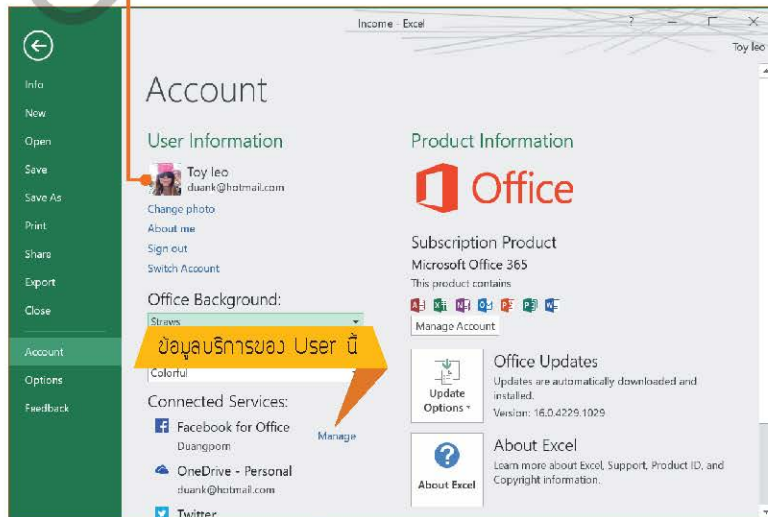 Income - Excel
Toy leo
Info
New
Open
Save
Save As
Print
Share
Export
Close
Account
Options
Feedback
Account
User Information
Toy leo
duank@hotmail.com
Change photo
About me
Sign out
Switch Account
Office Background:
Straws
ข้อมูลบริการของ User นี้
Colorful
Connected Services:
Facebook for Office
Duangporn
Manage
OneDrive - Personal
duank@hotmail.com
Twitter
Product Information
Office
Subscription Product
Microsoft Office 365
This product contains
Manage Account
Update
Options
Office Updates
Updates are automatically downloaded and
installed.
Version: 16.0.4229.1029
About Excel
About Excel
Learn more about Excel, Support, Product ID, and
Copyright information.